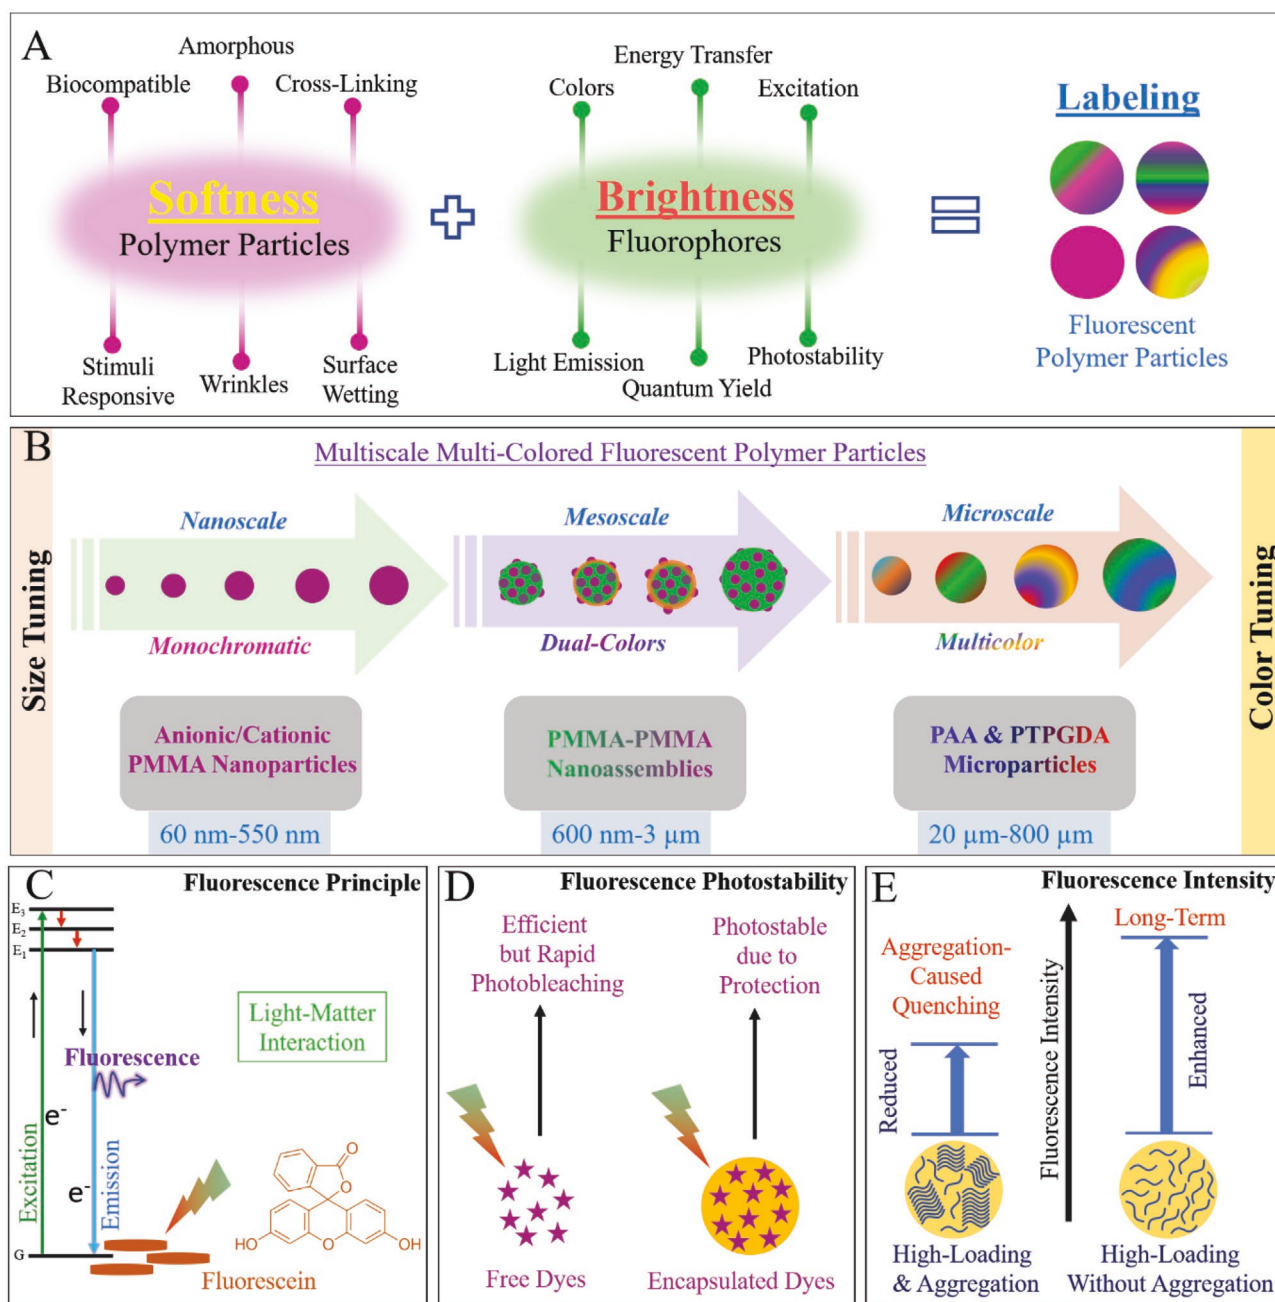 A
Amorphous
Biocompatible
Cross-Linking
Softness
Polymer Particles
Stimuli
Responsive
Wrinkles
Surface
Wetting
Energy Transfer
Colors
Excitation
Brightness
Fluorophores
Light Emission
Quantum Yield
Photostability
Labeling
Fluorescent
Polymer Particles
B
Multiscale Multi-Colored Fluorescent Polymer Particles
Size Tuning
Nanoscale
Monochromatic
Anionic/Cationic
PMMA Nanoparticles
60 nm-550 nm
Mesoscale
Dual-Colors
PMMA-PMMA
Nanoassemblies
600 nm-3 µm
Microscale
Multicolor
PAA & PTPGDA
Microparticles
20 µm-800 µm
Color Tuning
C
Fluorescence Principle
E3
E2
E1
Light-Matter
Interaction
Fluorescence
e-
e-
Excitation
Emission
G
O
O
HO
O
OH
Fluorescein
D
Fluorescence Photostability
Efficient
but Rapid
Photobleaching
Photostable
due to
Protection
Free Dyes
Encapsulated Dyes
E
Fluorescence Intensity
Aggregation-
Caused
Quenching
Reduced
High-Loading
& Aggregation
Fluorescence Intensity
Long-Term
Enhanced
High-Loading
Without Aggregation